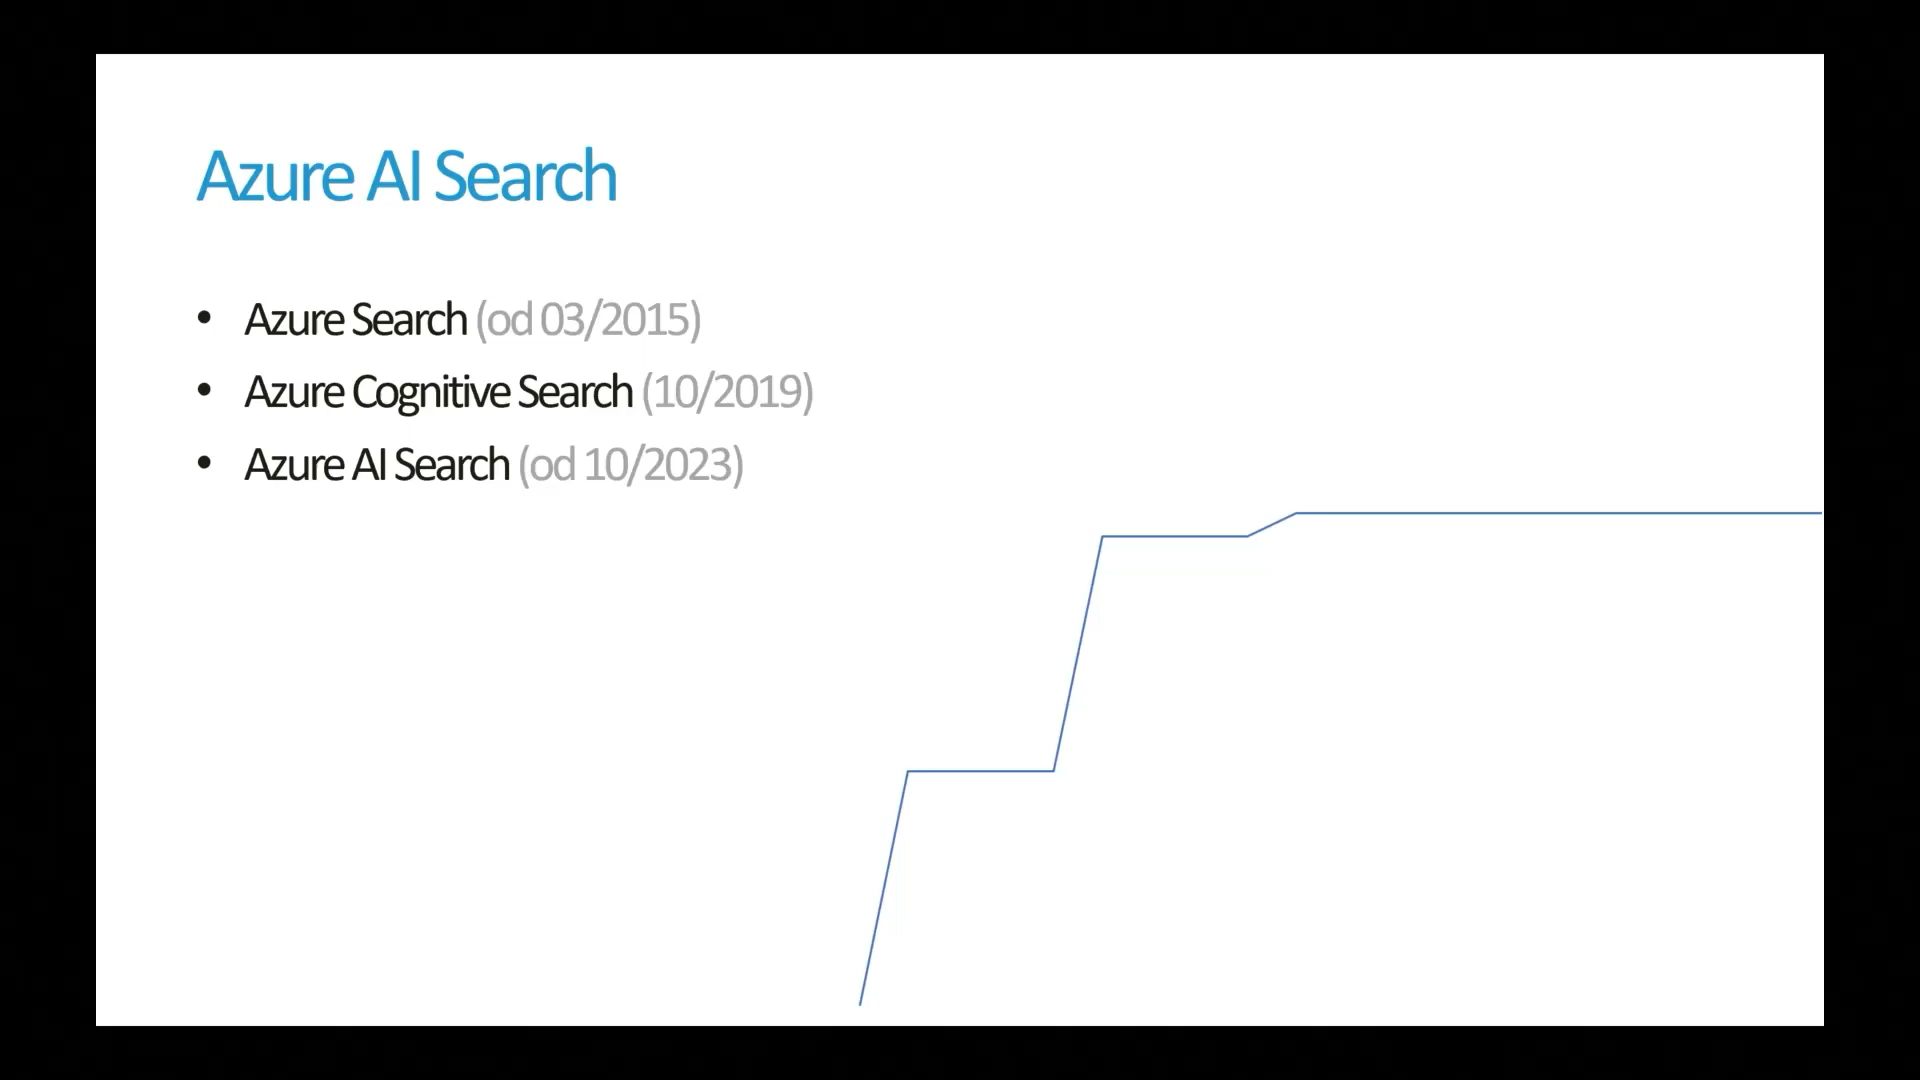 Azure AI Search
• Azure Search (od 03/2015)
• Azure Cognitive Search (10/2019)
• Azure AI Search (od 10/2023)